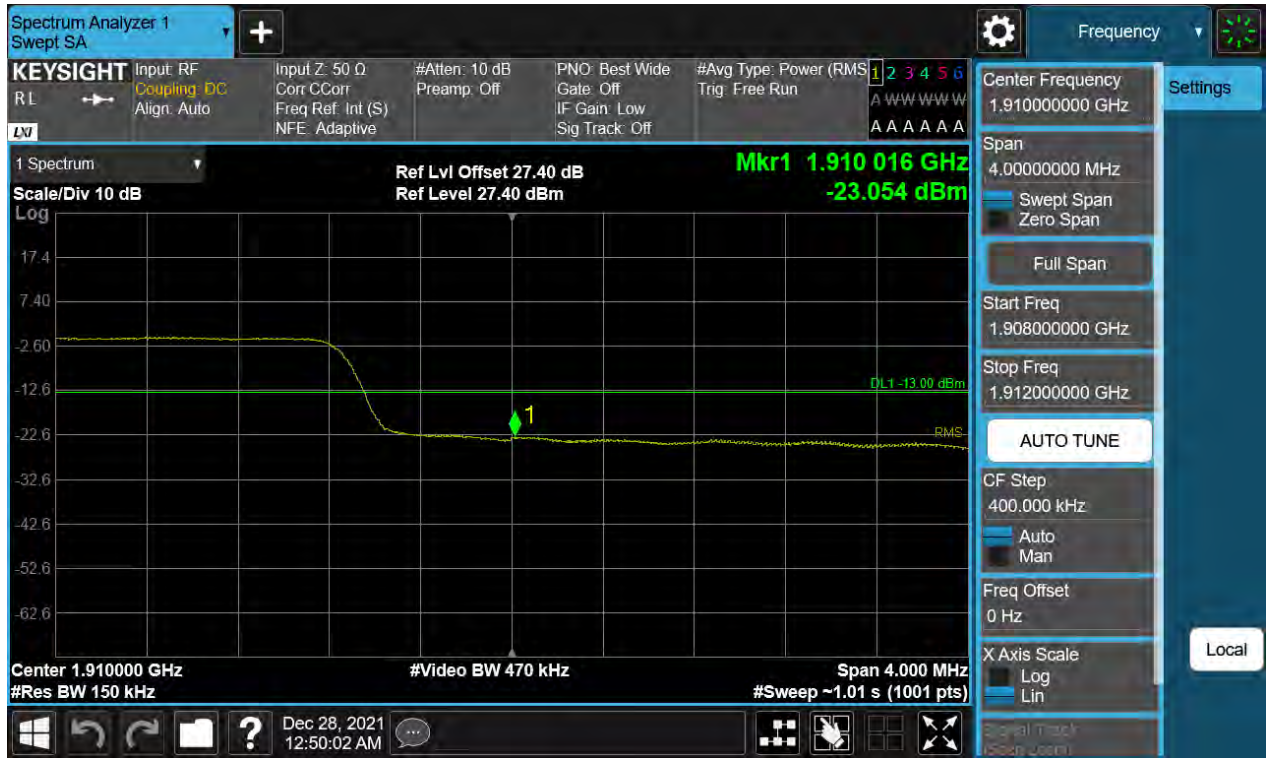 Spectrum Analyzer 1
Swept SA
Frequency
KEYSIGHT
RL
LXI
Input: RF
Coupling: DC
Align: Auto
Input Z: 50 Ω
Corr CCorr
Freq Ref: Int (S)
NFE: Adaptive
#Atten: 10 dB
Preamp: Off
PNO: Best Wide
Gate: Off
IF Gain: Low
Sig Track: Off
#Avg Type: Power (RMS
Trig: Free Run
1 2 3 4 5 6
A W W W W W
A A A A A A
1 Spectrum
Scale/Div 10 dB
Log
Ref Lvl Offset 27.40 dB
Ref Level 27.40 dBm
Mkr1 1.910 016 GHz
-23.054 dBm
17.4
7.40
-2.60
-12.6
-22.6
-32.6
-42.6
-52.6
-62.6
DL1 -13.00 dBm
1
RMS
Center 1.910000 GHz
#Video BW 470 kHz
Span 4.000 MHz
#Res BW 150 kHz
#Sweep ~1.01 s (1001 pts)
Dec 28, 2021
12:50:02 AM
?
Center Frequency
1.910000000 GHz
Span
4.00000000 MHz
Swept Span
Zero Span
Full Span
Start Freq
1.908000000 GHz
Stop Freq
1.912000000 GHz
AUTO TUNE
CF Step
400.000 kHz
Auto
Man
Freq Offset
0 Hz
X Axis Scale
Log
Lin
Signal Track
(Span Zoom)
Settings
Local